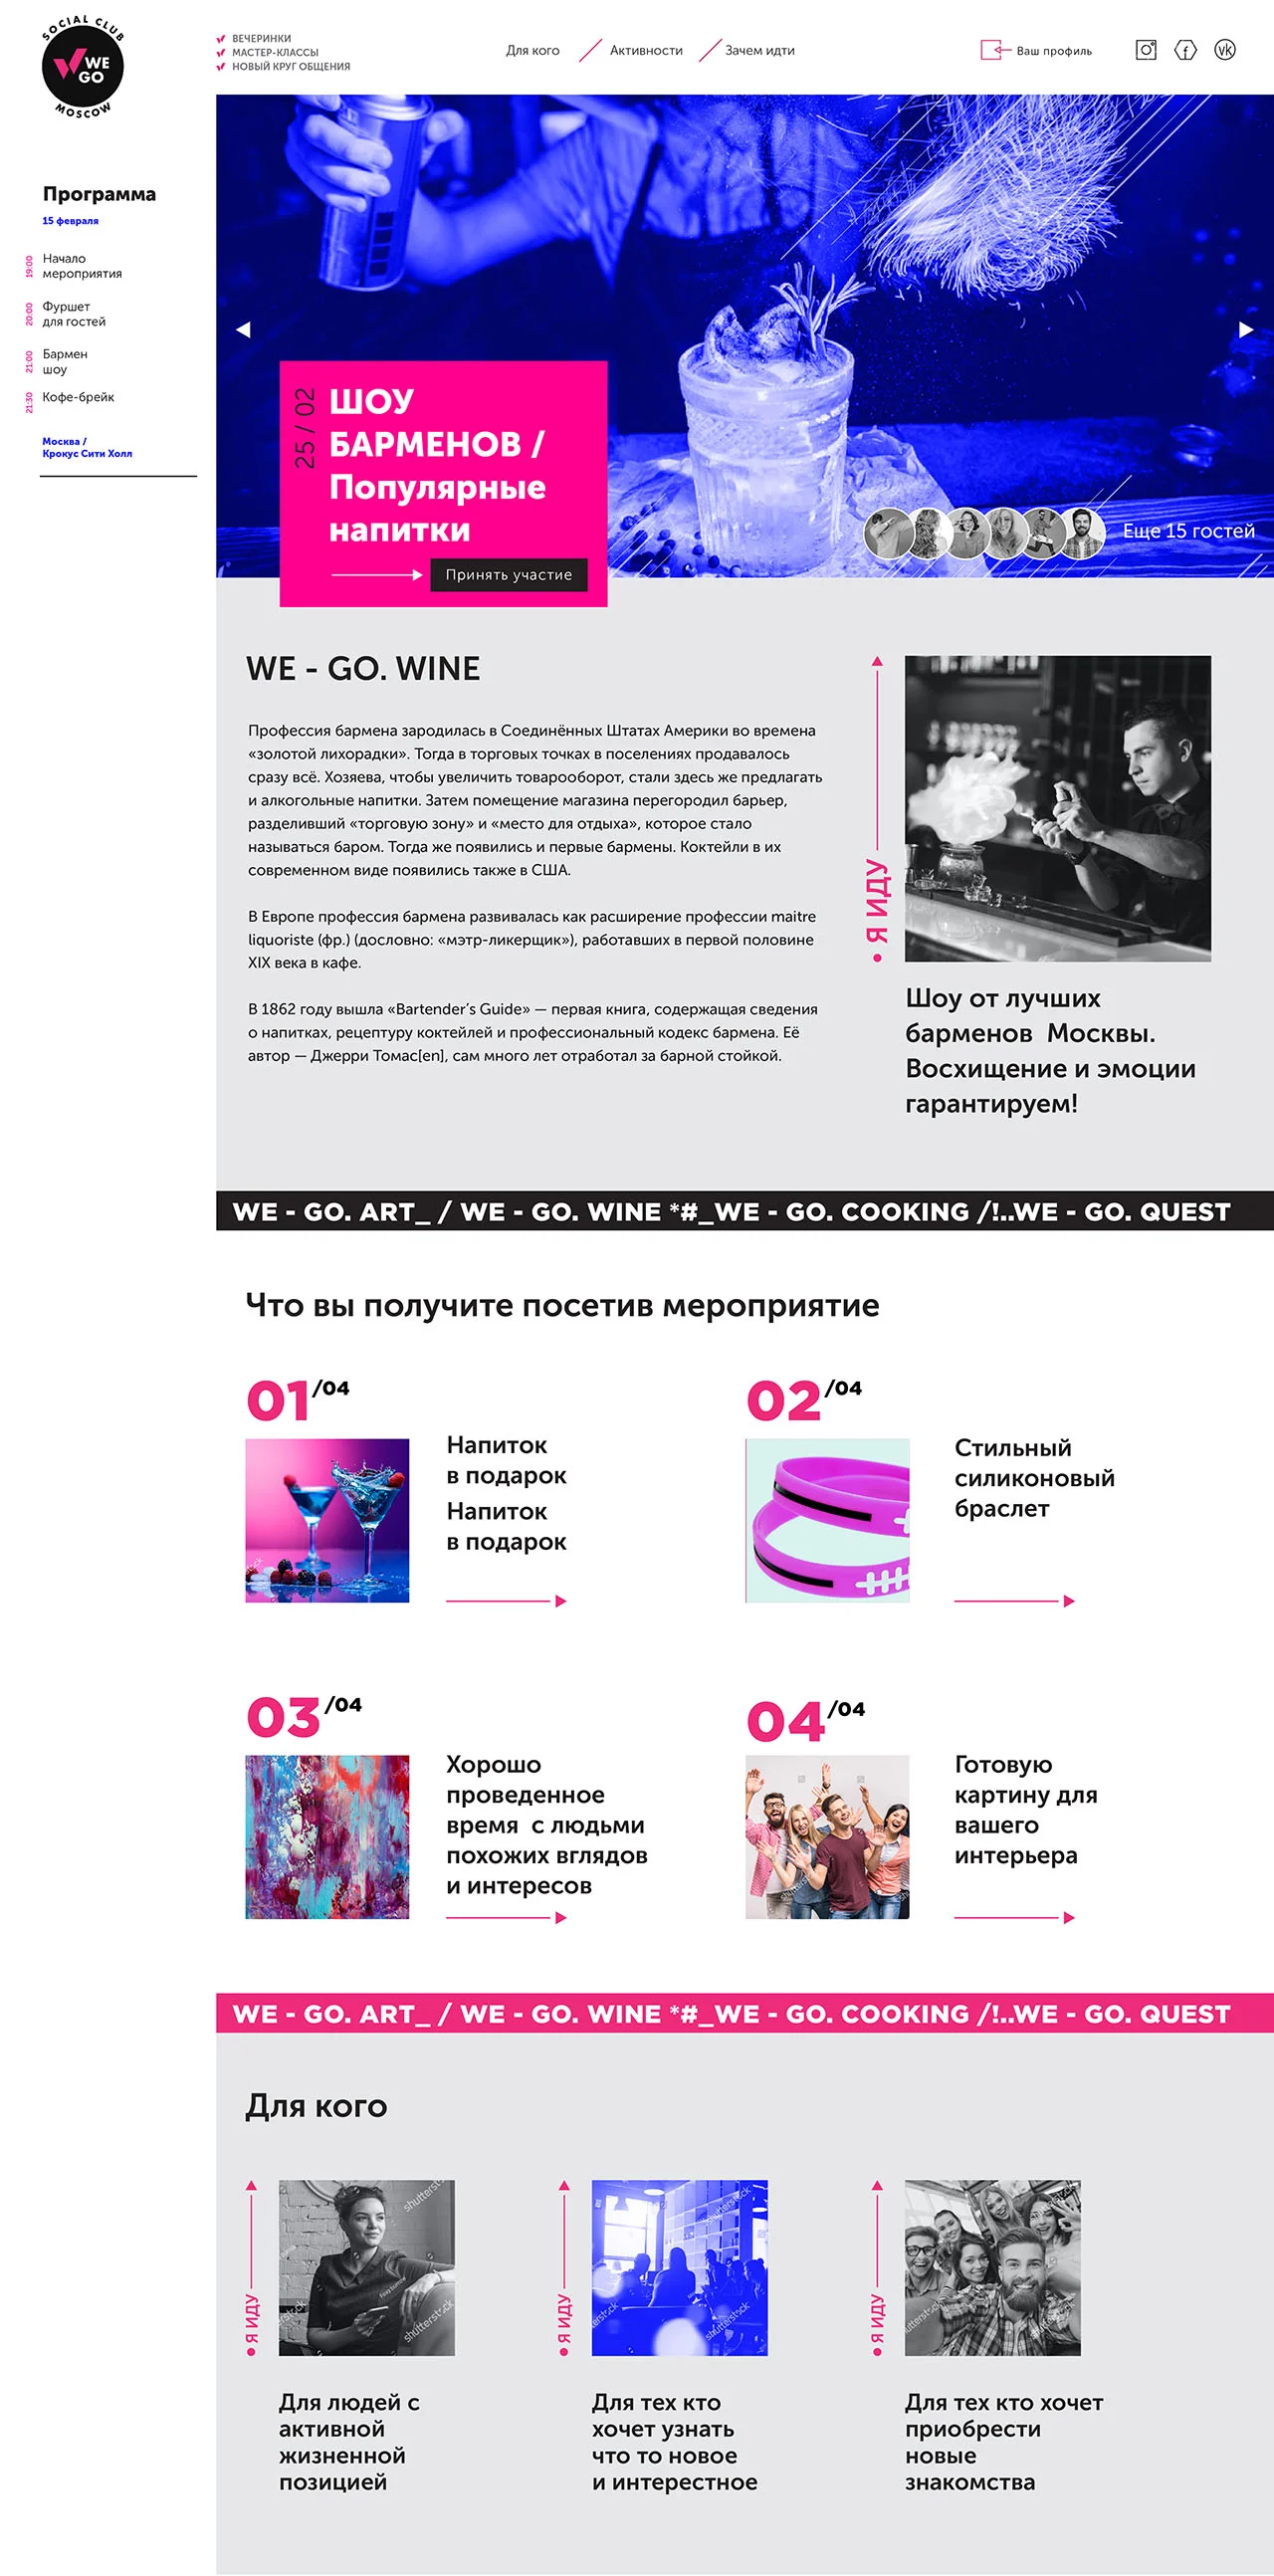 SOCIAL CLUB
WE
GO
MOSCOW
ВЕЧЕРИНКИ
МАСТЕР-КЛАССЫ
НОВЫЙ КРУГ ОБЩЕНИЯ
Для кого
Активности
Зачем идти
Ваш профиль
Программа
15 февраля
19:00
Начало
мероприятия
20:00
Фуршет
для гостей
21:00
Бармен
шоу
21:30
Кофе-брейк
Москва /
Крокус Сити Холл
25 / 02
ШОУ
БАРМЕНОВ /
Популярные
напитки
Принять участие
Еще 15 гостей
WE - GO. WINE
Профессия бармена зародилась в Соединённых Штатах Америки во времена
«золотой лихорадки». Тогда в торговых точках в поселениях продавалось
сразу всё. Хозяева, чтобы увеличить товарооборот, стали здесь же предлагать
и алкогольные напитки. Затем помещение магазина перегородил барьер,
разделивший «торговую зону» и «место для отдыха», которое стало
называться баром. Тогда же появились и первые бармены. Коктейли в их
современном виде появились также в США.
В Европе профессия бармена развивалась как расширение профессии maitre
liquoriste (фр.) (дословно: «мэтр-ликерщик»), работавших в первой половине
XIX века в кафе.
В 1862 году вышла «Bartender’s Guide» — первая книга, содержащая сведения
о напитках, рецептуру коктейлей и профессиональный кодекс бармена. Её
автор — Джерри Томас[en], сам много лет отработал за барной стойкой.
Я ИДУ
Шоу от лучших
барменов Москвы.
Восхищение и эмоции
гарантируем!
WE - GO. ART_ / WE - GO. WINE *#_WE - GO. COOKING /!..WE - GO. QUEST
Что вы получите посетив мероприятие
01/04
Напиток
в подарок
Напиток
в подарок
02/04
Стильный
силиконовый
браслет
03/04
Хорошо
проведенное
время с людьми
похожих вглядов
и интересов
04/04
Готовую
картину для
вашего
интерьера
WE - GO. ART_ / WE - GO. WINE *#_WE - GO. COOKING /!..WE - GO. QUEST
Для кого
Я ИДУ
shutterstock
shutterstock
Для людей с
активной
жизненной
позицией
Я ИДУ
shutterstock
shutterstock
Для тех кто
хочет узнать
что то новое
и интерестное
Я ИДУ
shutterstock
Для тех кто хочет
приобрести
новые
знакомства